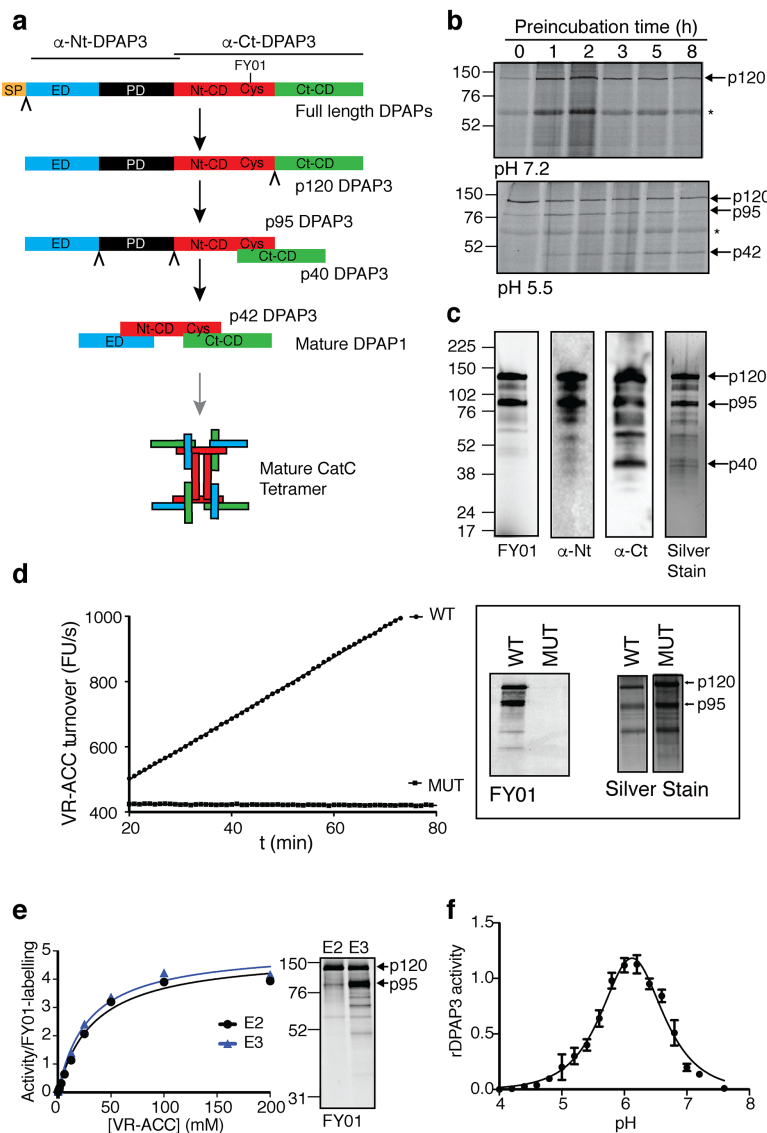 a
α-Nt-DPAP3
α-Ct-DPAP3
FY01
SP
ED
PD
Nt-CD
Cys
Ct-CD
Full length DPAPs
ED
PD
Nt-CD
Cys
Ct-CD
p120 DPAP3
p95 DPAP3
ED
PD
Nt-CD
Cys
Ct-CD
p40 DPAP3
p42 DPAP3
Nt-CD
Cys
ED
Ct-CD
Mature DPAP1
Mature CatC
Tetramer
b
Preincubation time (h)
0 1 2 3 5 8
150
76
52
p120
*
pH 7.2
150
76
52
p120
p95
*
p42
pH 5.5
c
225
150
102
76
52
38
24
17
p120
p95
p40
FY01
α-Nt
α-Ct
Silver
Stain
d
VR-ACC turnover (FU/s)
1000
800
600
400
20
40
60
80
t (min)
WT
MUT
WT
MUT
FY01
WT
MUT
p120
p95
Silver Stain
e
Activity/FY01-labelling
5
4
3
2
1
0
0
50
100
150
200
[VR-ACC] (mM)
E2
E3
E2 E3
150
76
52
31
p120
p95
FY01
f
rDPAP3 activity
1.5
1.0
0.5
0.0
4
5
6
7
8
pH